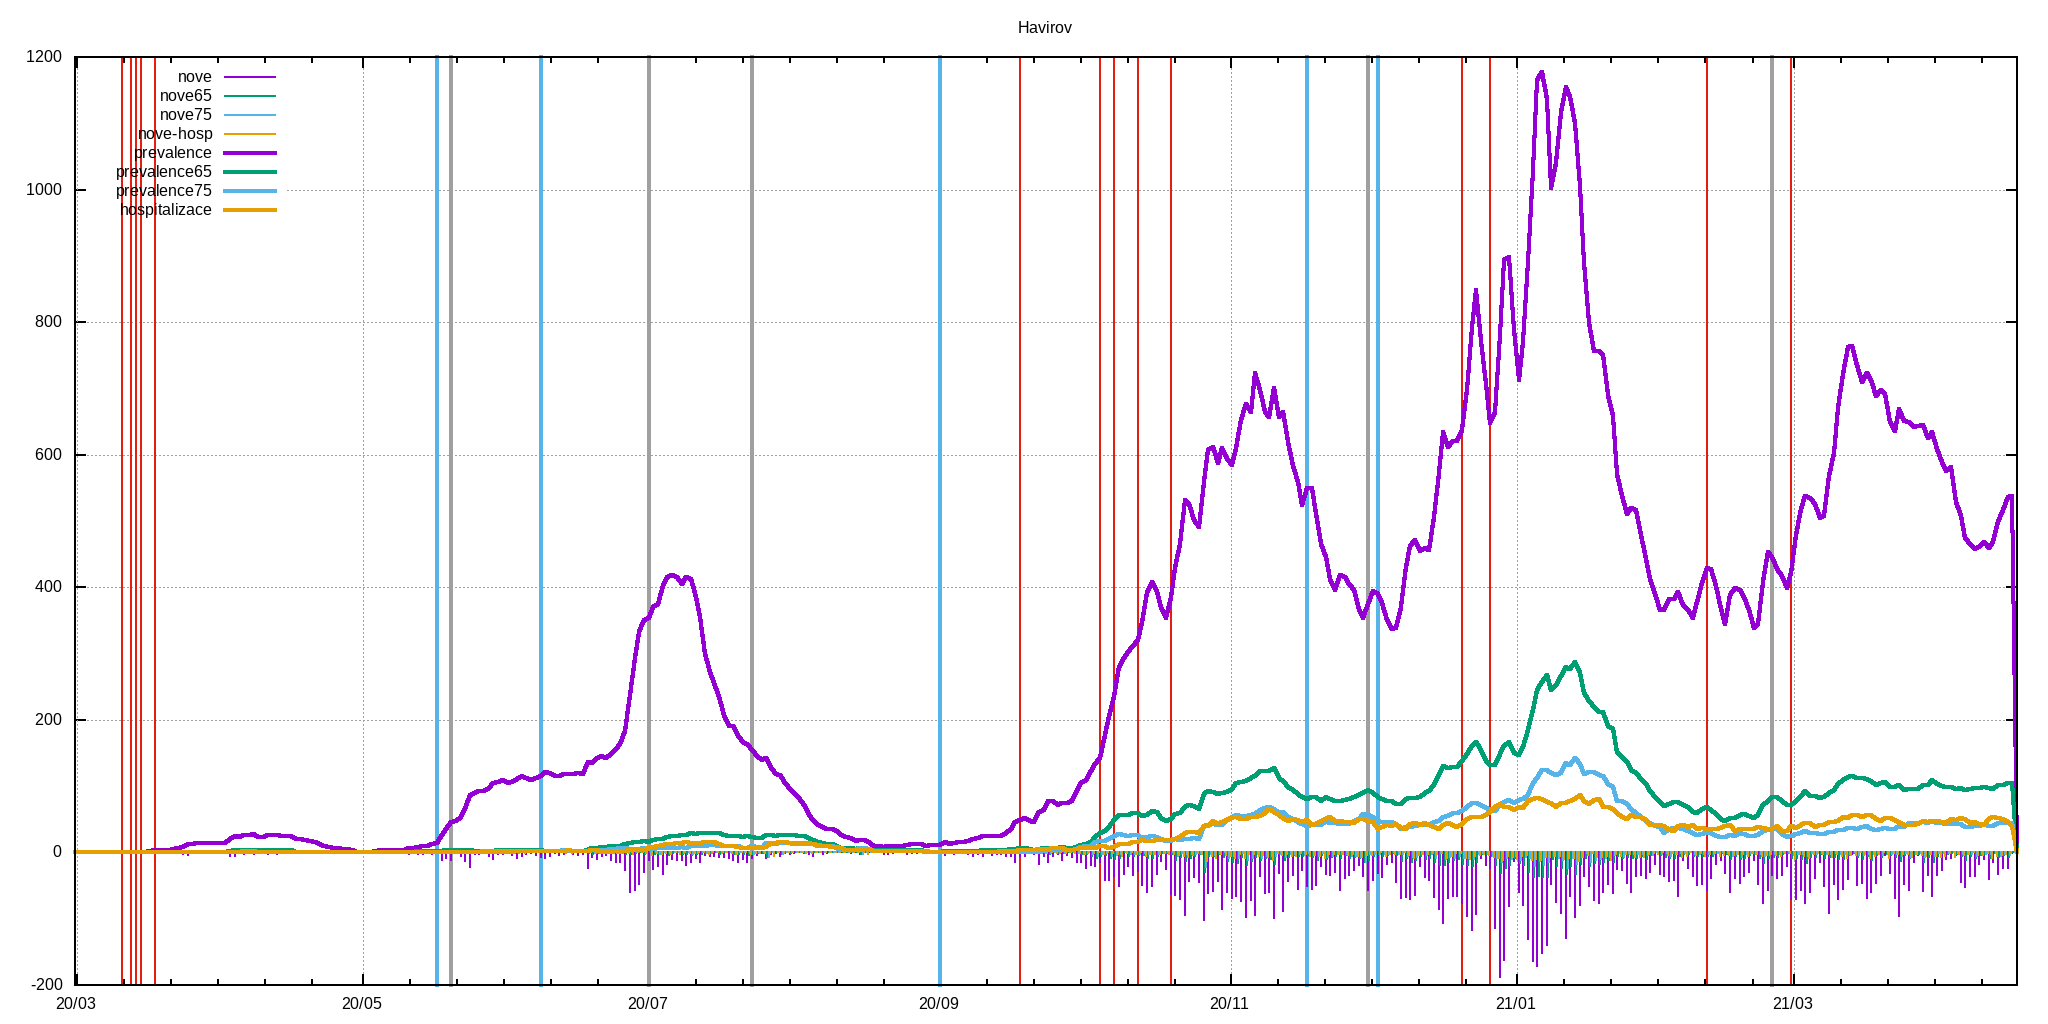 Havirov
1200
1000
800
600
400
200
0
-200
nove
nove65
nove75
nove-hosp
prevalence
prevalence65
prevalence75
hospitalizace
20/03
20/05
20/07
20/09
20/11
21/01
21/03